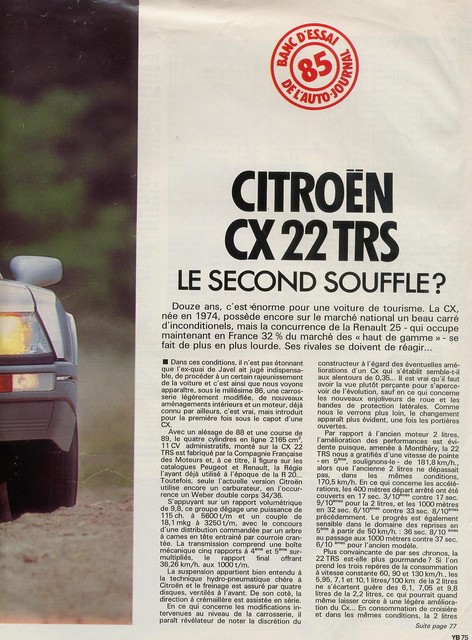 BANC D'ESSAI
85
DE L'AUTO-JOURNAL
CITROËN
CX 22 TRS
LE SECOND SOUFFLE?
Douze ans, c'est énorme pour une voiture de tourisme. La CX,
née en 1974, possède encore sur le marché national un beau carré
d'inconditionels, mais la concurrence de la Renault 25 - qui occupe
maintenant en France 32 % du marché des « haut de gamme » - se
fait de plus en plus lourde. Ses rivales se doivent de réagir...
■ Dans ces conditions, il n'est pas étonnant
que l'ex-quai de Javel ait jugé indispensa-
ble, de procéder à un certain rajeunissement
de la voiture et c'est ainsi que nous voyons
apparaître, sous le millésime 86, une carros-
serie légèrement modifiée, de nouveaux
aménagements intérieurs et un moteur, déjà
connu par ailleurs, c'est vrai, mais introduit
pour la première fois sous le capot d'une
CX.
Avec un alésage de 88 et une course de
89, le quatre cylindres en ligne 2165 cm³,
11 CV administratifs, monté sur la CX 22
TRS est fabriqué par la Compagnie Française
des Moteurs et, à ce titre, il figure sur les
catalogues Peugeot et Renault, la Régie
l'ayant déjà utilisé à l'époque de la R 20...
Toutefois, seule l'actuelle version Citroën
utilise encore un carburateur, en l'occur-
rence un Weber double corps 34/36.
S'appuyant sur un rapport volumétrique
de 9,8, ce groupe dégage une puissance de
115 ch. à 5600 t/m et un couple de
18,1 mkg à 3250 t/m, avec le concours
d'une distribution commandée par un arbre
à cames en tête entrainé par courroie cran-
tée. La transmission comprend une boîte
mécanique cinq rapports à 4ème et 5ème sur-
multipliés, le rapport final offrant
36,26 km/h. aux 1000 t/m.
La suspension appartient bien entendu à
la technique hydro-pneumatique chère à
Citroën et le freinage est assuré par quatre
disques, ventilés à l'avant. De son coté, la
direction à crémaillère est assistée en série.
En ce qui concerne les modifications in-
tervenues au niveau de la carrosserie, il
paraît révélateur de noter la discrétion du
constructeur à l'égard des éventuelles amé-
liorations d'un Cx qui d'établit semble-t-il
aux alentours de 0,35... Il est vrai qu'il faut
avoir la vue plutôt perçante pour s'aperce-
voir de l'évolution, sauf en ce qui concerne
les nouveaux enjoliveurs de roue et les
bandes de protection latérales. Comme
nous le verrons plus loin, le changement
apparaît plus évident, une fois les portières
ouvertes.
Par rapport à l'ancien moteur 2 litres,
l'amélioration des performances est évi-
dente puisque, amenée à Montlhéry, la 22
TRS nous a gratifiés d'une vitesse de pointe
- en 5ème, soulignons-le - de 181,8 km/h.,
alors que l'ancienne 2 litres ne dépassait
pas, dans les mêmes conditions,
170,5 km/h. En ce qui concerne les accélé-
rations, les 400 mètres départ arrêté ont été
couverts en 17 sec. 3/10èmes contre 17 sec.
9/10èmes pour la 2 litres, et les 1000 mètres
en 32 sec. 6/10èmes contre 33 sec. 8/10èmes
précédemment. Le progrès est également
sensible dans le domaine des reprises en
5ème à partir de 50 km/h. : 36 sec. 8/10ème
au passage aux 1000 mètres contre 37 sec.
6/10èmes pour l'ancien modèle.
Plus convaincante de par ses chronos, la
22 TRS est-elle plus gourmande ? Si l'on
prend les trois repères de la consommation
à vitesse constante 60, 90 et 130 km/h., les
5,95, 7,1 et 10,1 litres/100 km. de la 2 litres
ne s'écartent guère des 6,1, 7,05 et 9,8
litres de la 2,2 litres, ce qui pourrait quand
même laisser croire à une légère améliora-
tion du Cx... En consommation de croisière
et dans les mêmes conditions, la 2 litres
Suite page 77
75